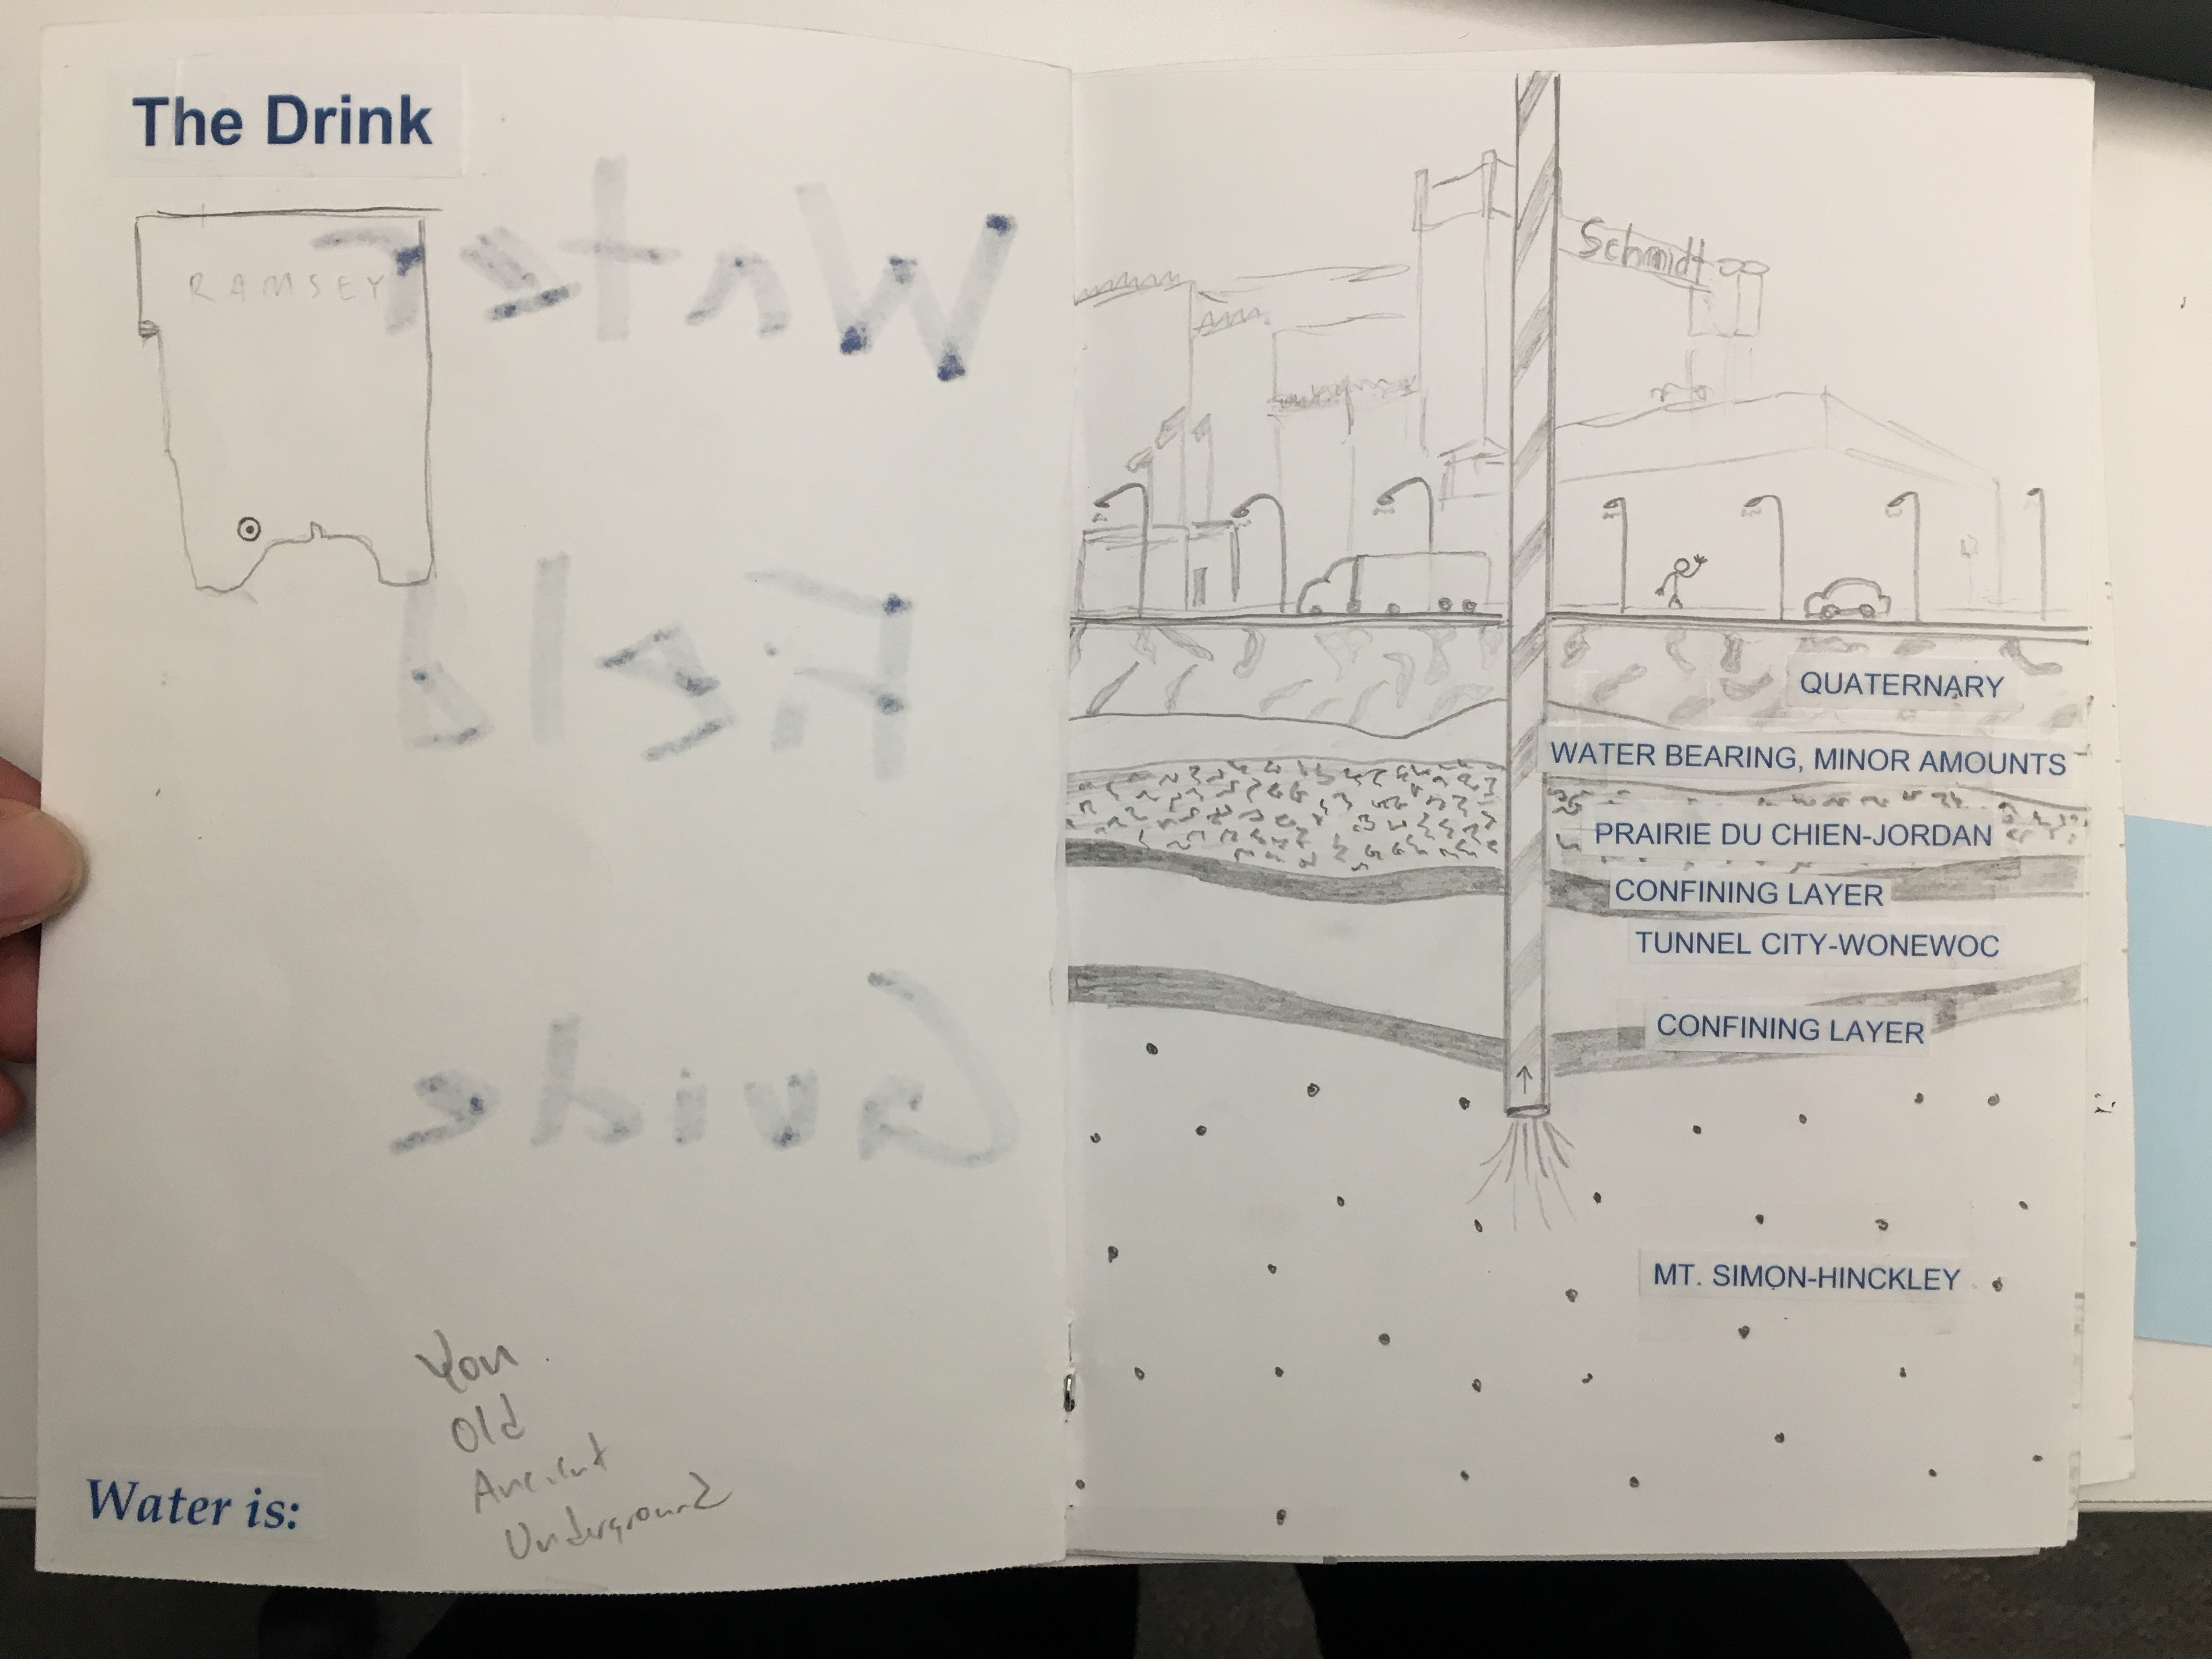 The Drink
RAMSEY
Water
Field
Guide
You
Old
Ancient
Underground
Water is:
Schmidt
QUATERNARY
WATER BEARING, MINOR AMOUNTS
PRAIRIE DU CHIEN-JORDAN
CONFINING LAYER
TUNNEL CITY-WONEWOC
CONFINING LAYER
MT. SIMON-HINCKLEY